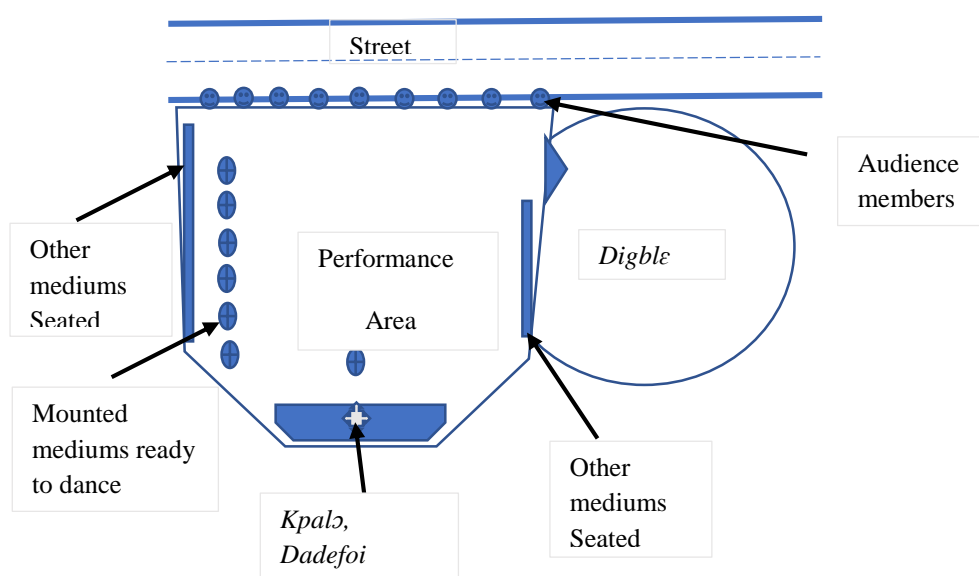 Street
Audience
members
Other
mediums
Seated
Performance
Area
Digblɛ
Mounted
mediums ready
to dance
Other
mediums
Seated
Kpalɔ,
Dadefoi